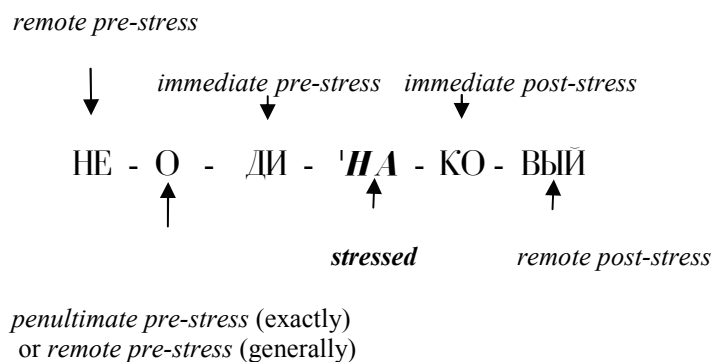 remote pre-stress
immediate pre-stress immediate post-stress
НЕ - О - ДИ - 'НА - КО - ВЫЙ
stressed remote post-stress
penultimate pre-stress (exactly)
or remote pre-stress (generally)